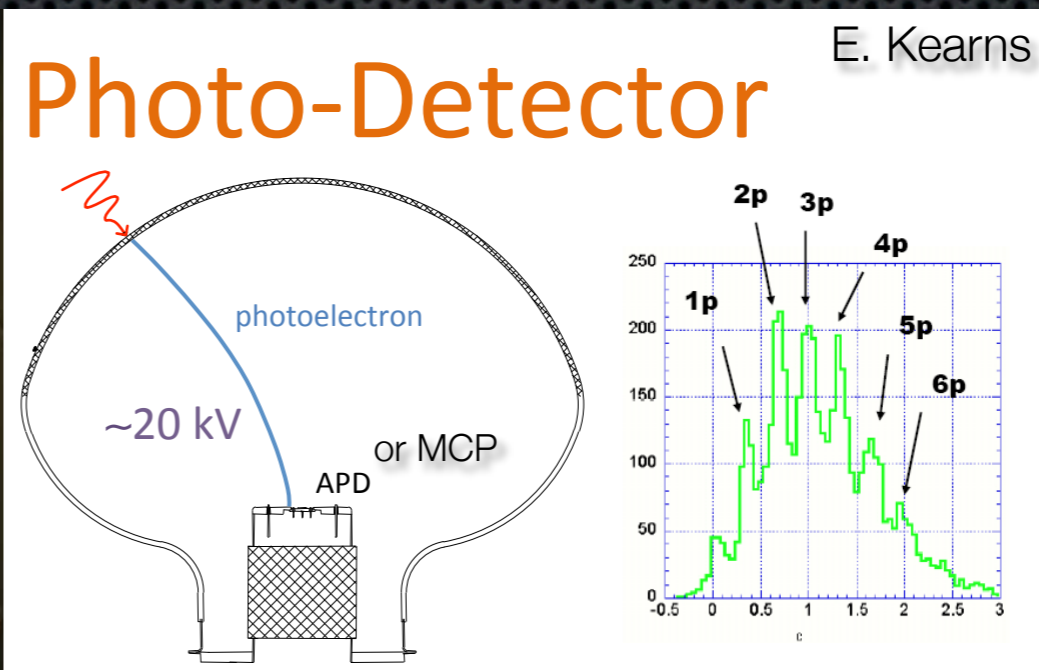 E. Kearns
Photo-Detector
photoelectron
~20 kV
or MCP
APD
1p
2p
3p
4p
5p
6p
250
200
150
100
50
0
-0.5 0 0.5 1 1.5 2 2.5 3
c